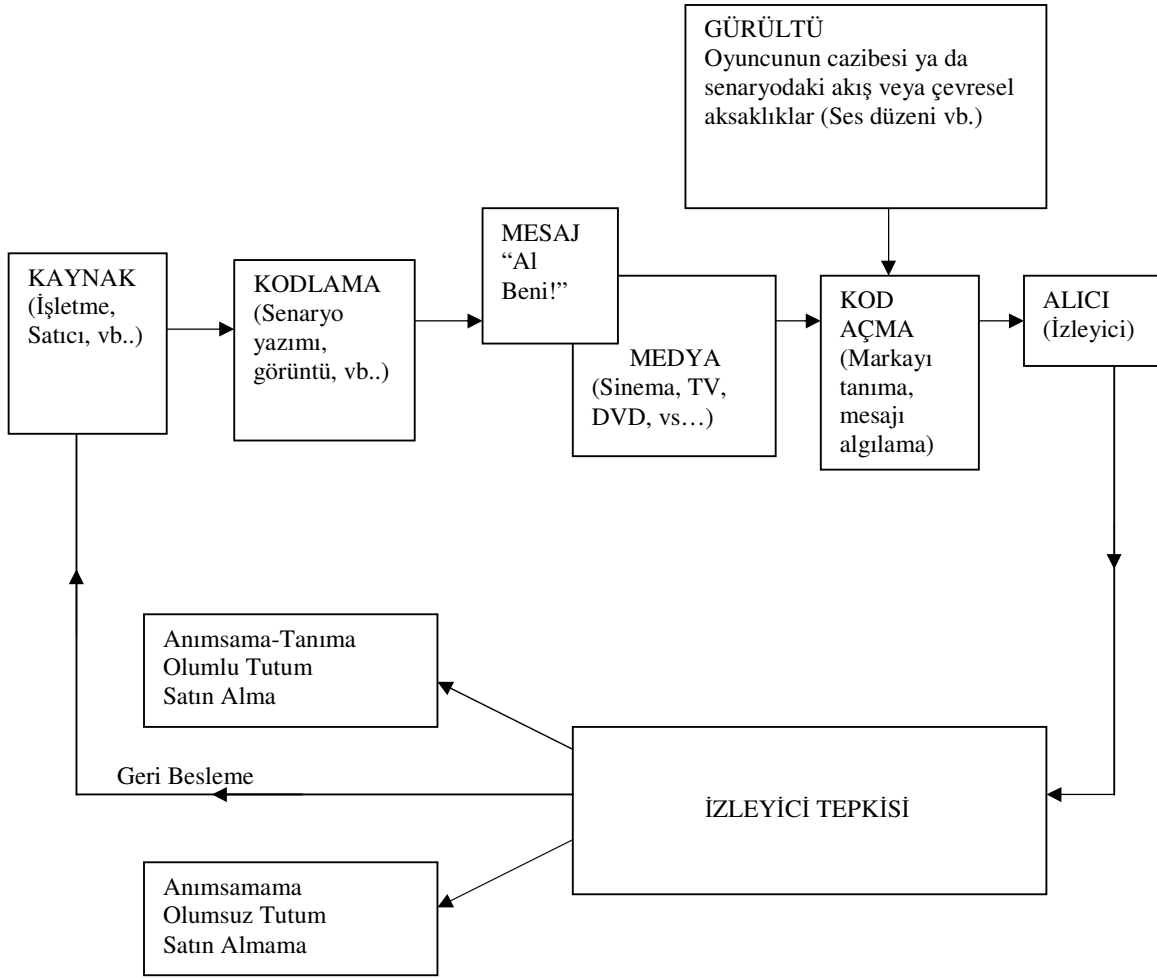 GÜRÜLTÜ
Oyuncunun cazibesi ya da
senaryodaki akış veya çevresel
aksaklıklar (Ses düzeni vb.)
KAYNAK
(İşletme,
Satıcı, vb..)
KODLAMA
(Senaryo
yazımı,
görüntü, vb..)
MESAJ
“Al
Beni!”
MEDYA
(Sinema, TV,
DVD, vs…)
KOD
AÇMA
(Markayı
tanıma,
mesajı
algılama)
ALICI
(İzleyici)
Anımsama-Tanıma
Olumlu Tutum
Satın Alma
Geri Besleme
İZLEYİCİ TEPKİSİ
Anımsamama
Olumsuz Tutum
Satın Almama